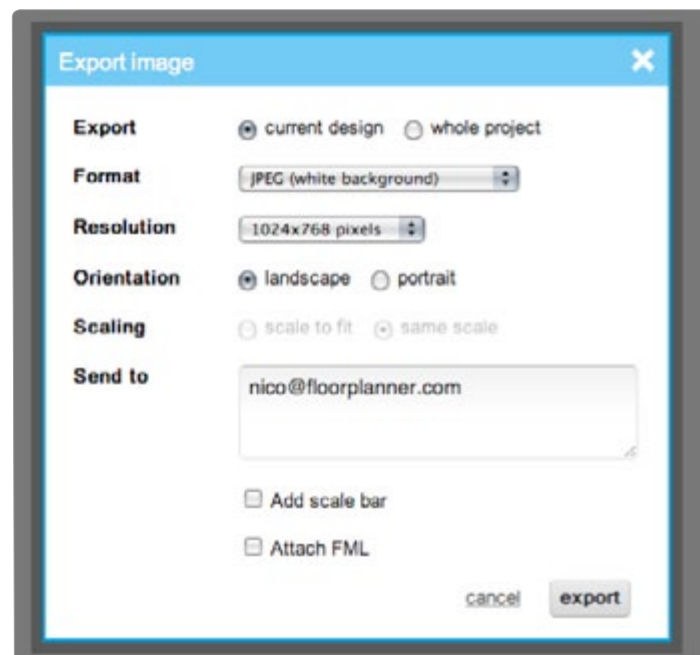 Export image
Export current design whole project
Format JPEG (white background)
Resolution 1024x768 pixels
Orientation landscape portrait
Scaling scale to fit same scale
Send to nico@floorplanner.com
Add scale bar
Attach FML
cancel export